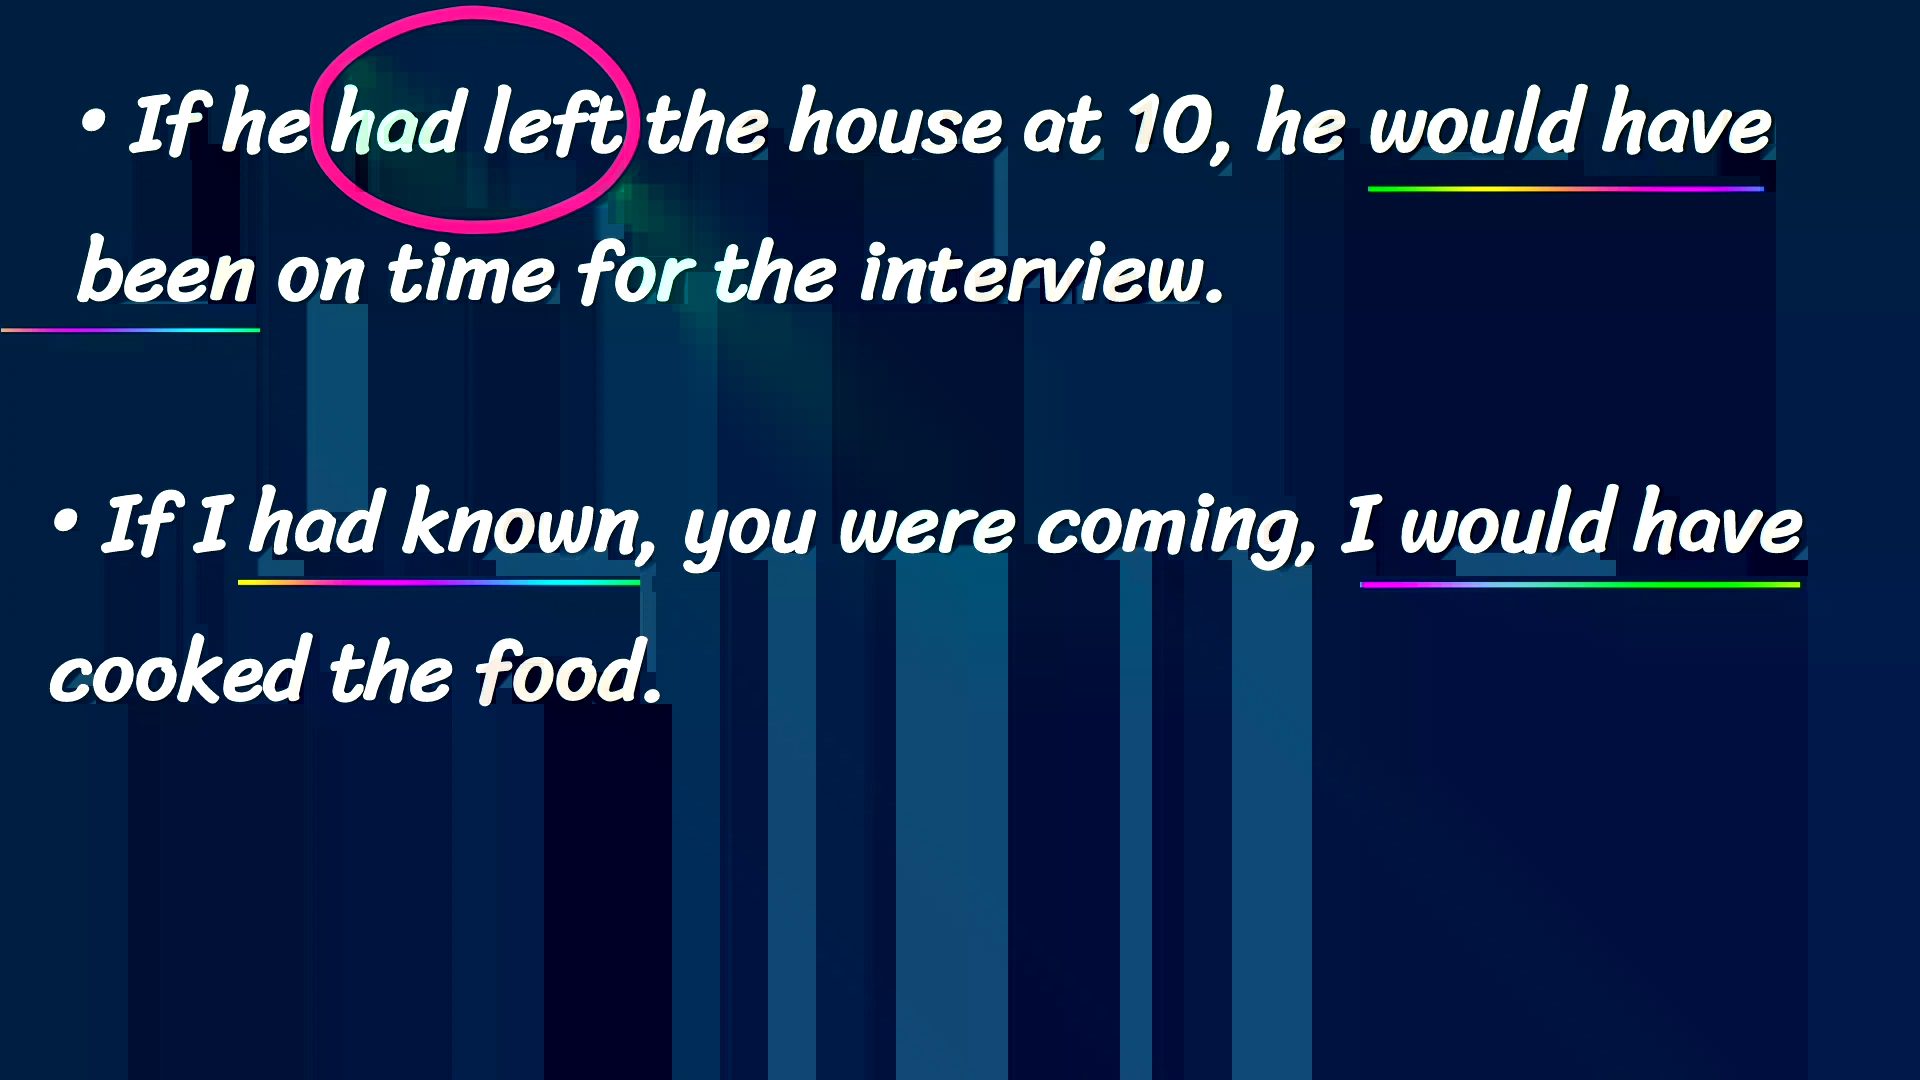 • If he had left the house at 10, he would have
been on time for the interview.
• If I had known, you were coming, I would have
cooked the food.